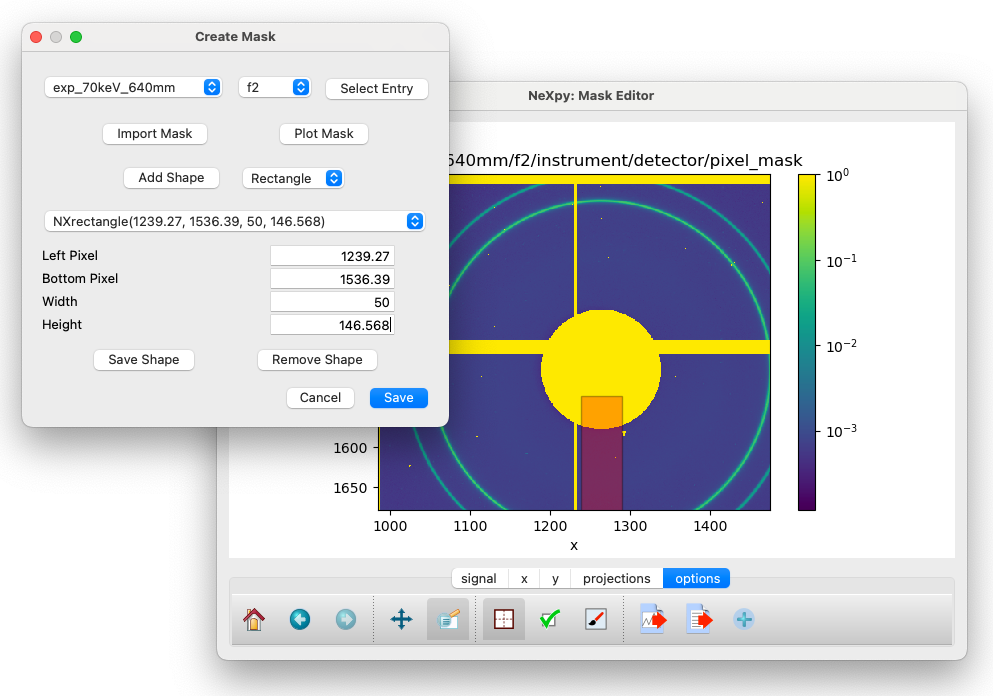 Create Mask
exp_70keV_640mm f2 Select Entry
Import Mask Plot Mask
Add Shape Rectangle
NXrectangle(1239.27, 1536.39, 50, 146.568)
Left Pixel 1239.27
Bottom Pixel 1536.39
Width 50
Height 146.568
Save Shape Remove Shape
Cancel Save
NeXpy: Mask Editor
640mm/f2/instrument/detector/pixel_mask
10⁰
10⁻¹
10⁻²
10⁻³
1600
1650
1000 1100 1200 1300 1400
x
signal x y projections options